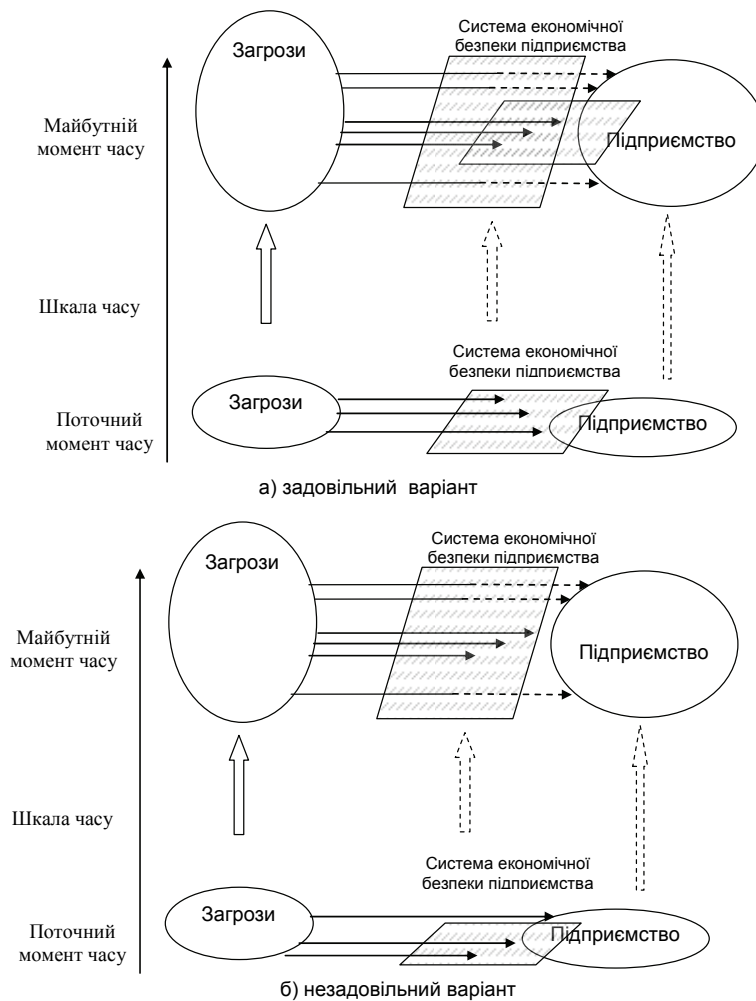 Система економічної
безпеки підприємства
Загрози
Майбутній
момент часу
Підприємство
Шкала часу
Система економічної
безпеки підприємства
Загрози
Поточний
момент часу
Підприємство
а) задовільний варіант
Система економічної
безпеки підприємства
Загрози
Майбутній
момент часу
Підприємство
Шкала часу
Система економічної
безпеки підприємства
Загрози
Поточний
момент часу
Підприємство
б) незадовільний варіант